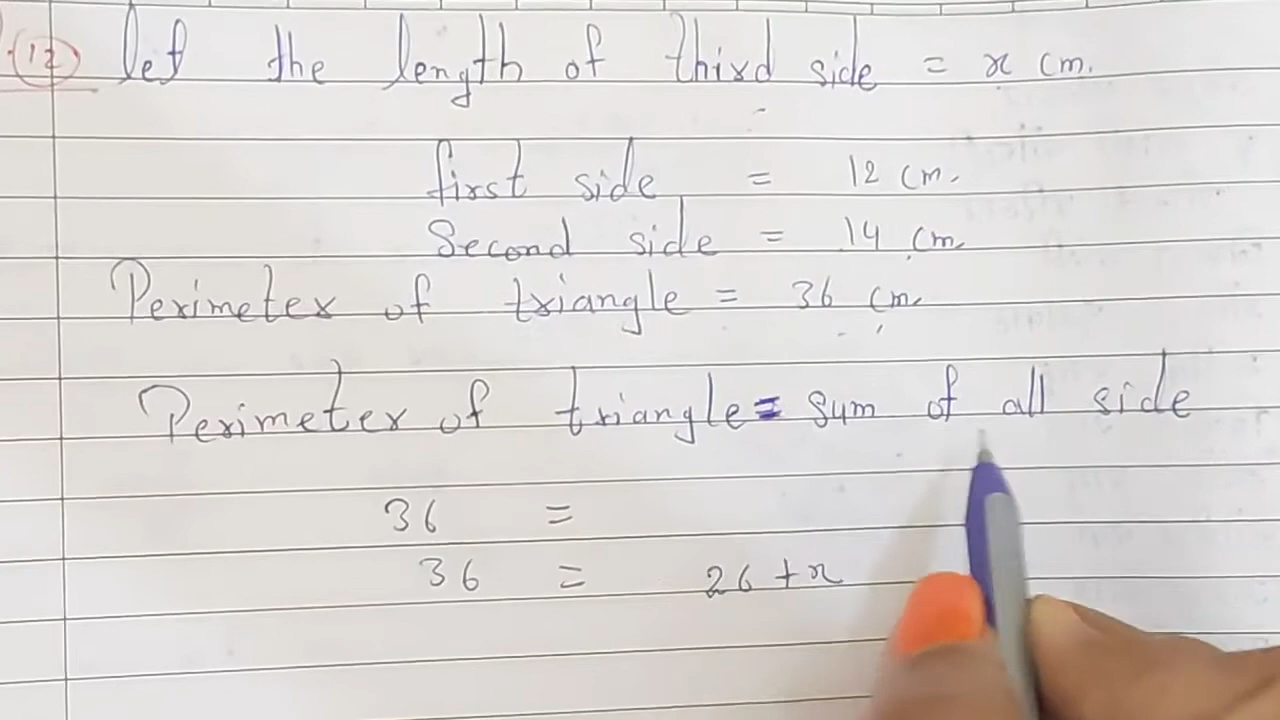 (12) Let the length of third side = x cm.
first side = 12 cm.
Second side = 14 cm.
Perimeter of triangle = 36 cm.
Perimeter of triangle = Sum of all side
36 =
36 = 26 + x